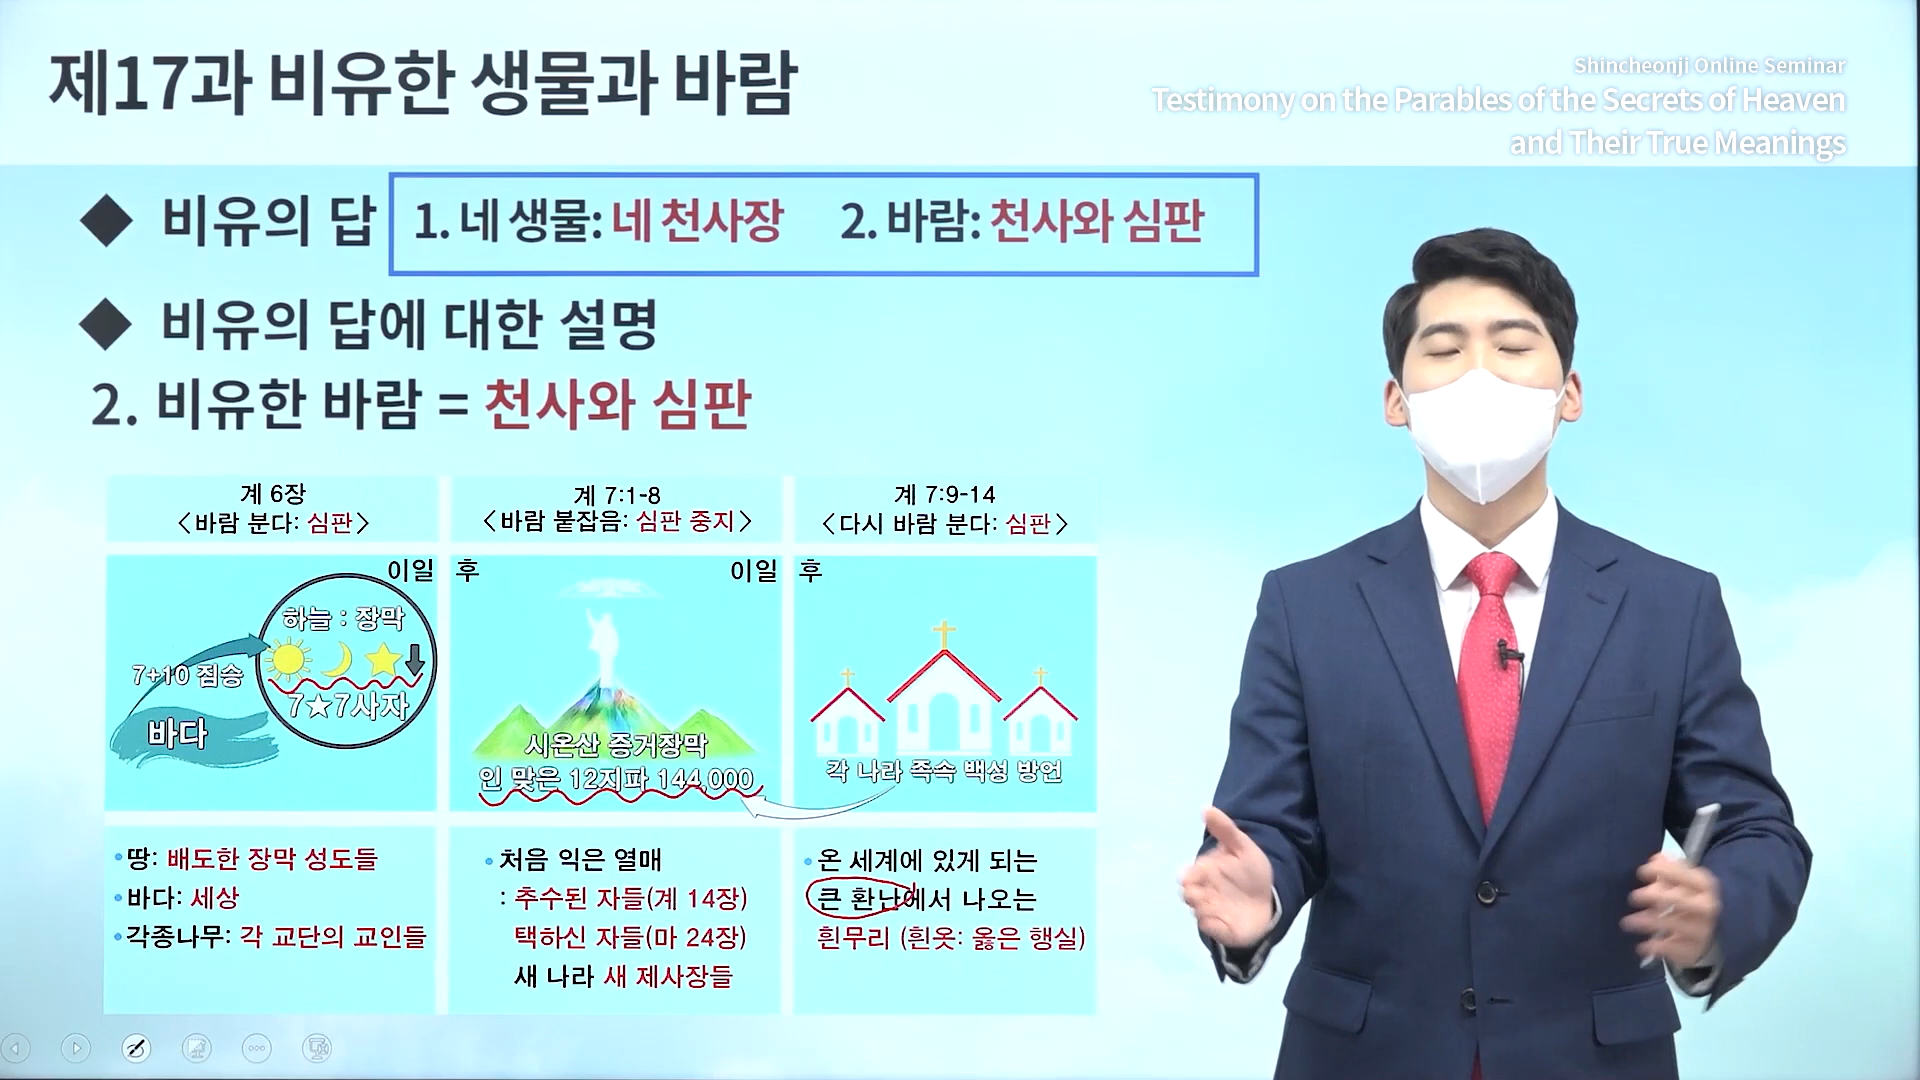 제17과 비유한 생물과 바람
Shincheonji Online Seminar
Testimony on the Parables of the Secrets of Heaven
and Their True Meanings
◆ 비유의 답 1. 네 생물: 네 천사장 2. 바람: 천사와 심판
◆ 비유의 답에 대한 설명
2. 비유한 바람 = 천사와 심판
계 6장
<바람 분다: 심판>
이일
하늘 : 장막
7+10 짐승
7★7사자
바다
•땅: 배도한 장막 성도들
•바다: 세상
•각종나무: 각 교단의 교인들
계 7:1-8
<바람 붙잡음: 심판 중지>
후 이일
시온산 증거장막
인 맞은 12지파 144,000
•처음 익은 열매
: 추수된 자들(계 14장)
택하신 자들(마 24장)
새 나라 새 제사장들
계 7:9-14
<다시 바람 분다: 심판>
후
각 나라 족속 백성 방언
•온 세계에 있게 되는
큰 환난에서 나오는
흰무리 (흰옷: 옳은 행실)